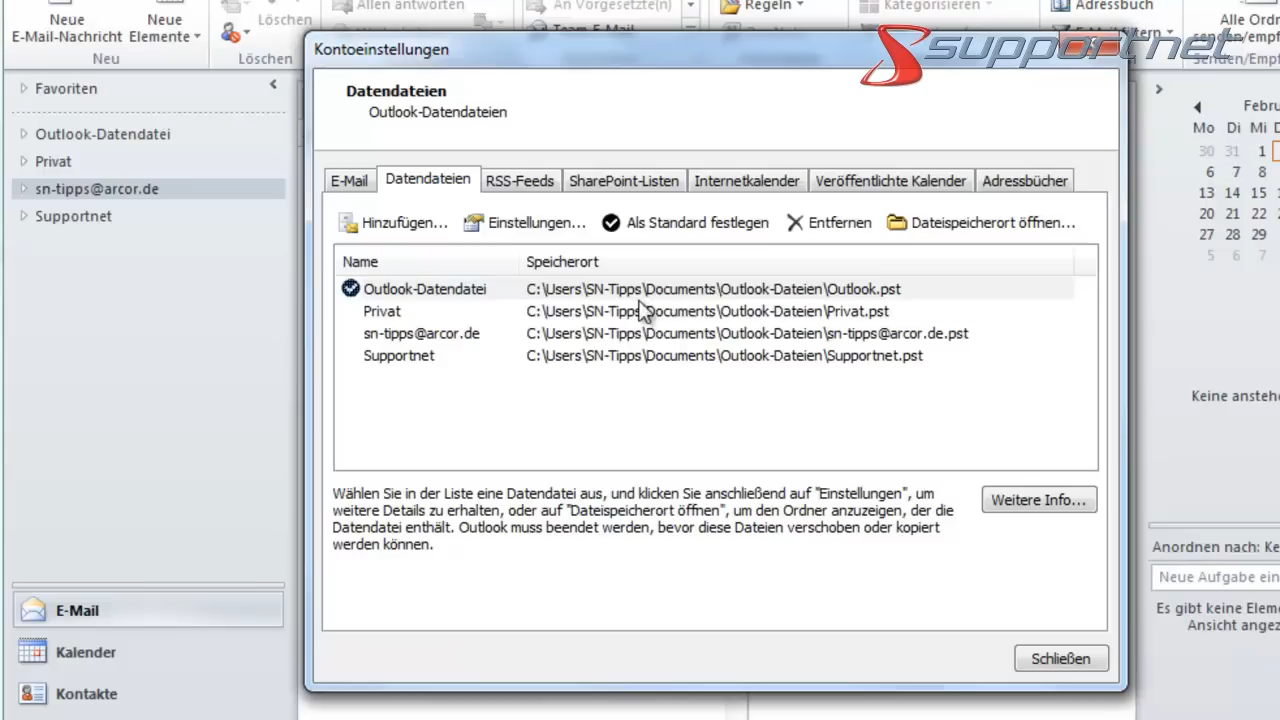 Neue
E-Mail-Nachricht
Neue
Elemente
Neu
Löschen
Löschen
Allen antworten
An Vorgesetzte(n)
Team-E-Mail
Regeln
Kategorisieren
Adressbuch
Alle Ordn
senden/empf
Senden/Empf
supportnet
Favoriten
Outlook-Datendatei
Privat
sn-tipps@arcor.de
Supportnet
E-Mail
Kalender
Kontakte
Kontoeinstellungen
Datendateien
Outlook-Datendateien
E-Mail Datendateien RSS-Feeds SharePoint-Listen Internetkalender Veröffentlichte Kalender Adressbücher
Hinzufügen... Einstellungen... Als Standard festlegen Entfernen Dateispeicherort öffnen...
Name Speicherort
Outlook-Datendatei C:\Users\SN-Tipps\Documents\Outlook-Dateien\Outlook.pst
Privat C:\Users\SN-Tipps\Documents\Outlook-Dateien\Privat.pst
sn-tipps@arcor.de C:\Users\SN-Tipps\Documents\Outlook-Dateien\sn-tipps@arcor.de.pst
Supportnet C:\Users\SN-Tipps\Documents\Outlook-Dateien\Supportnet.pst
Wählen Sie in der Liste eine Datendatei aus, und klicken Sie anschließend auf "Einstellungen", um
weitere Details zu erhalten, oder auf "Dateispeicherort öffnen", um den Ordner anzuzeigen, der die
Datendatei enthält. Outlook muss beendet werden, bevor diese Dateien verschoben oder kopiert
werden können.
Weitere Info...
Schließen
Febru
Mo Di Mi
30 31 1
6 7 8
13 14 15
20 21 22
27 28 29
5 6 7
Keine anstehe
Anordnen nach: Ke
Neue Aufgabe ein
Es gibt keine Eleme
Ansicht angez